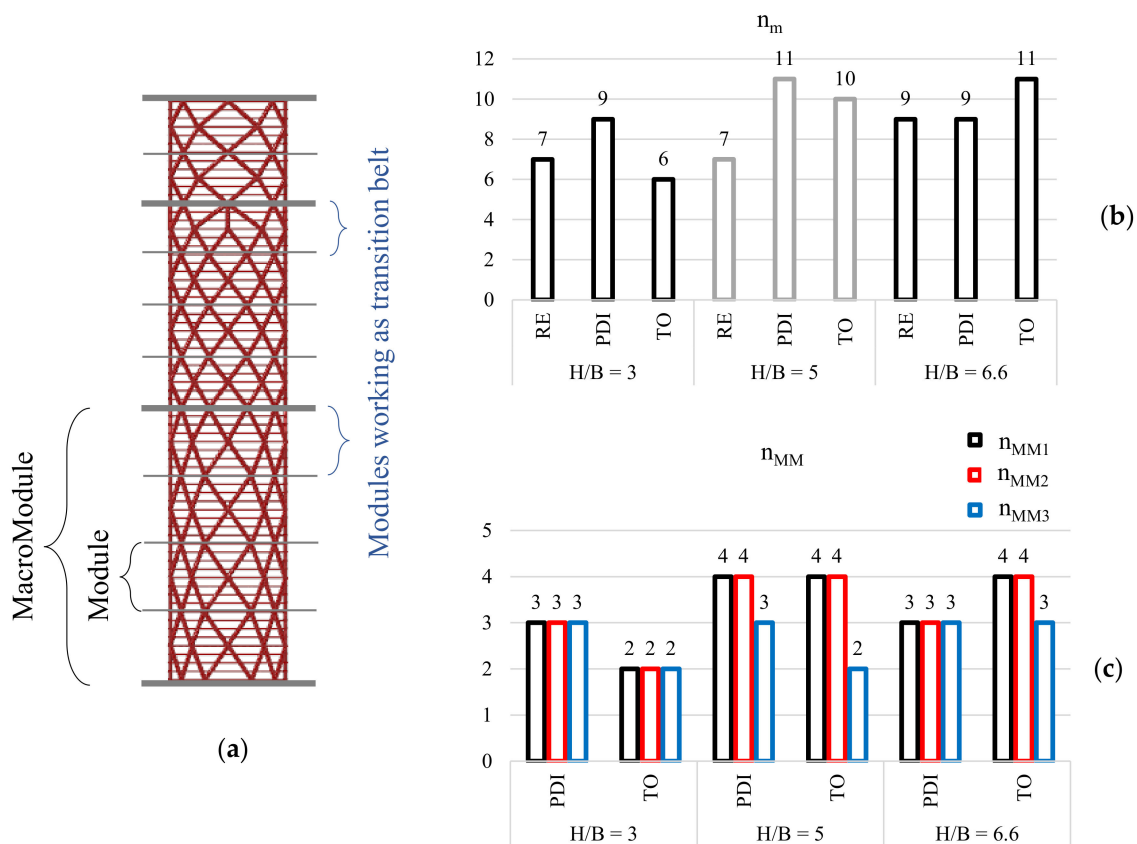 MacroModule
Module
Modules working as transition belt
(a)
n_m
12
10
8
6
4
2
0
7
9
6
7
11
10
9
9
11
RE
PDI
TO
RE
PDI
TO
RE
PDI
TO
H/B = 3
H/B = 5
H/B = 6.6
(b)
n_MM
n_MM1
n_MM2
n_MM3
5
4
3
2
1
0
3 3 3
2 2 2
4 4 3
4 4 2
3 3 3
4 4 3
PDI
TO
PDI
TO
PDI
TO
H/B = 3
H/B = 5
H/B = 6.6
(c)